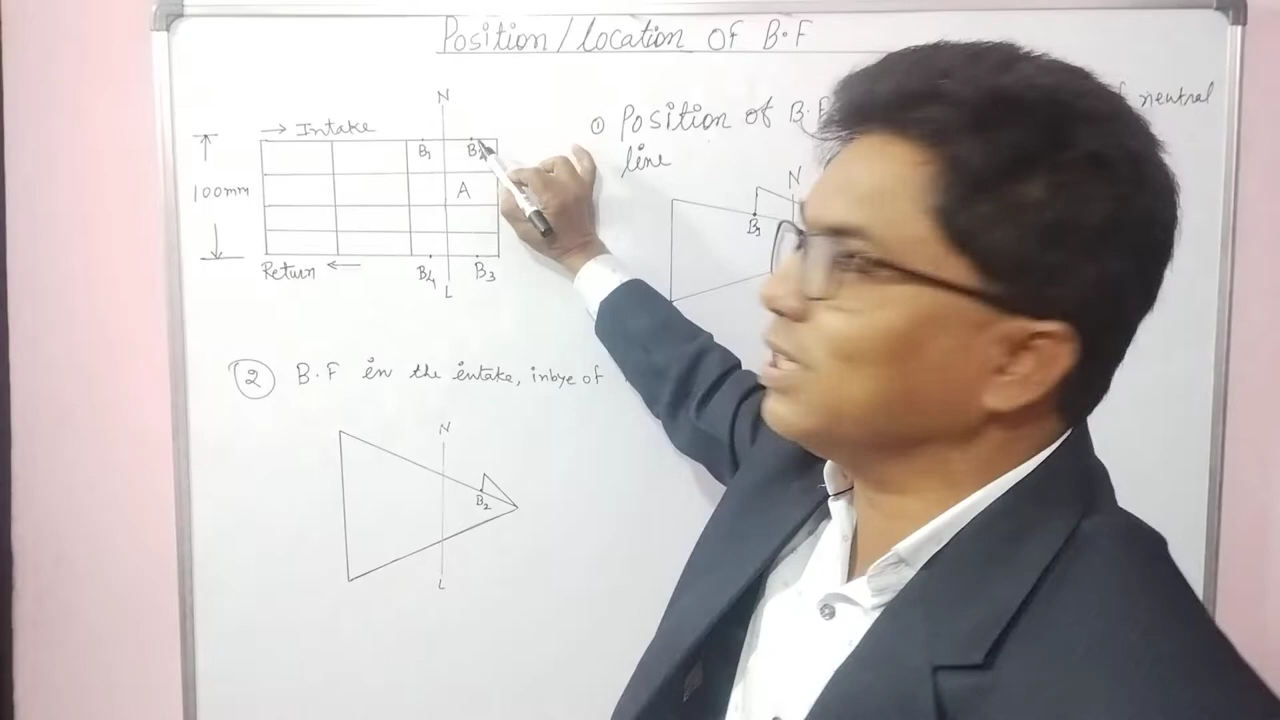 Position/location of B.F
N
→ Intake
B1 B2
100mm
A
Return ←
B4 B3
L
① Position of B.F
f neutral
line
N
B1
② B.F in the intake, inbye of
N
B2
L